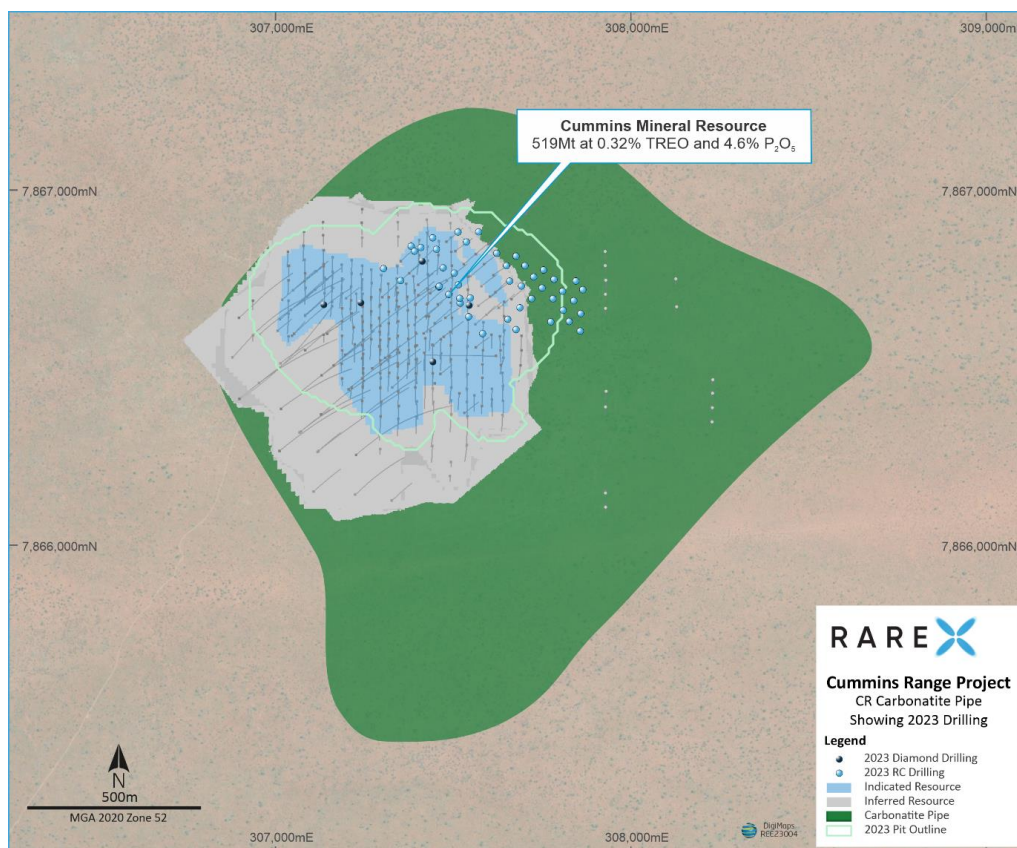 307,000mE
308,000mE
309,000mE
Cummins Mineral Resource
519Mt at 0.32% TREO and 4.6% P₂O₅
7,867,000mN
7,867,000mN
7,866,000mN
7,866,000mN
RAREX
Cummins Range Project
CR Carbonatite Pipe
Showing 2023 Drilling
Legend
2023 Diamond Drilling
2023 RC Drilling
Indicated Resource
Inferred Resource
Carbonatite Pipe
2023 Pit Outline
N
500m
MGA 2020 Zone 52
307,000mE
308,000mE
DigiMaps
REE23004